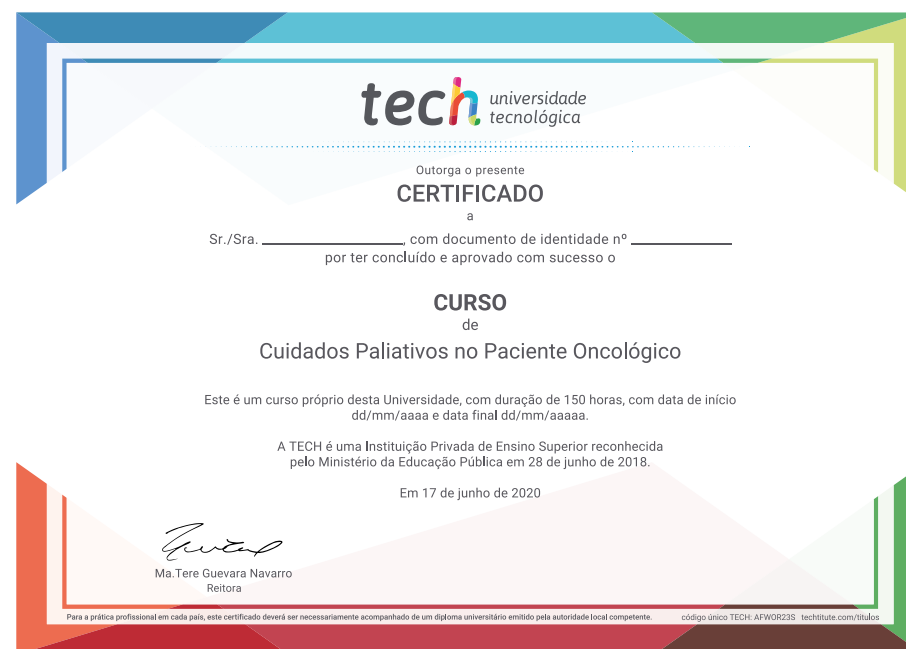 tech universidade
tecnológica
Outorga o presente
CERTIFICADO
a
Sr./Sra. ____________, com documento de identidade nº ____________
por ter concluído e aprovado com sucesso o
CURSO
de
Cuidados Paliativos no Paciente Oncológico
Este é um curso próprio desta Universidade, com duração de 150 horas, com data de início
dd/mm/aaaa e data final dd/mm/aaaaa.
A TECH é uma Instituição Privada de Ensino Superior reconhecida
pelo Ministério da Educação Pública em 28 de junho de 2018.
Em 17 de junho de 2020
Ma.Tere Guevara Navarro
Reitora
Para a prática profissional em cada país, este certificado deverá ser necessariamente acompanhado de um diploma universitário emitido pela autoridade local competente. código único TECH: AFWOR23S techtitute.com/titulos